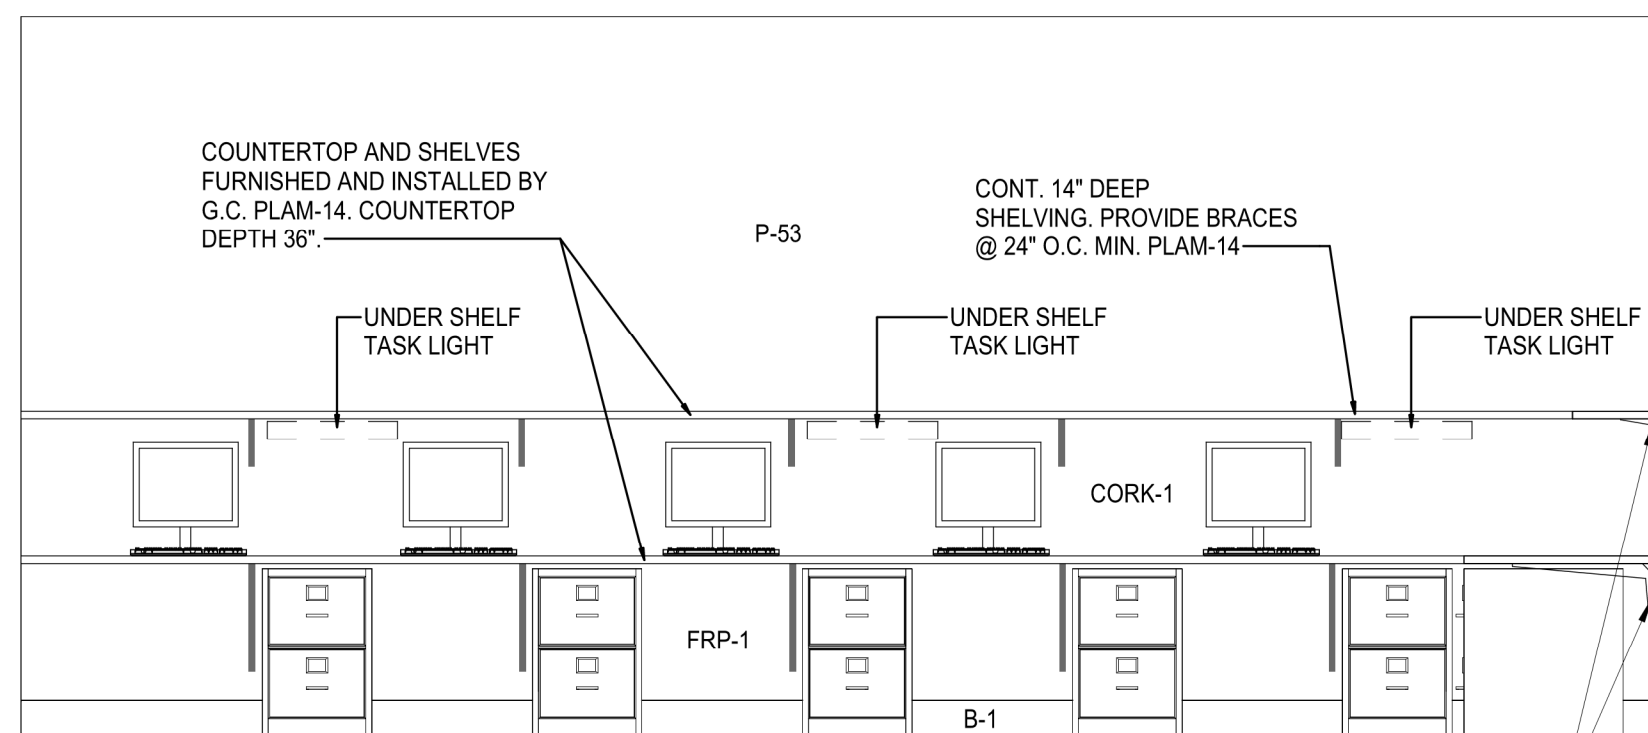 COUNTERTOP AND SHELVES
FURNISHED AND INSTALLED BY
G.C. PLAM-14. COUNTERTOP
DEPTH 36".
P-53
CONT. 14" DEEP
SHELVING. PROVIDE BRACES
@ 24" O.C. MIN. PLAM-14
UNDER SHELF
TASK LIGHT
UNDER SHELF
TASK LIGHT
UNDER SHELF
TASK LIGHT
CORK-1
FRP-1
B-1